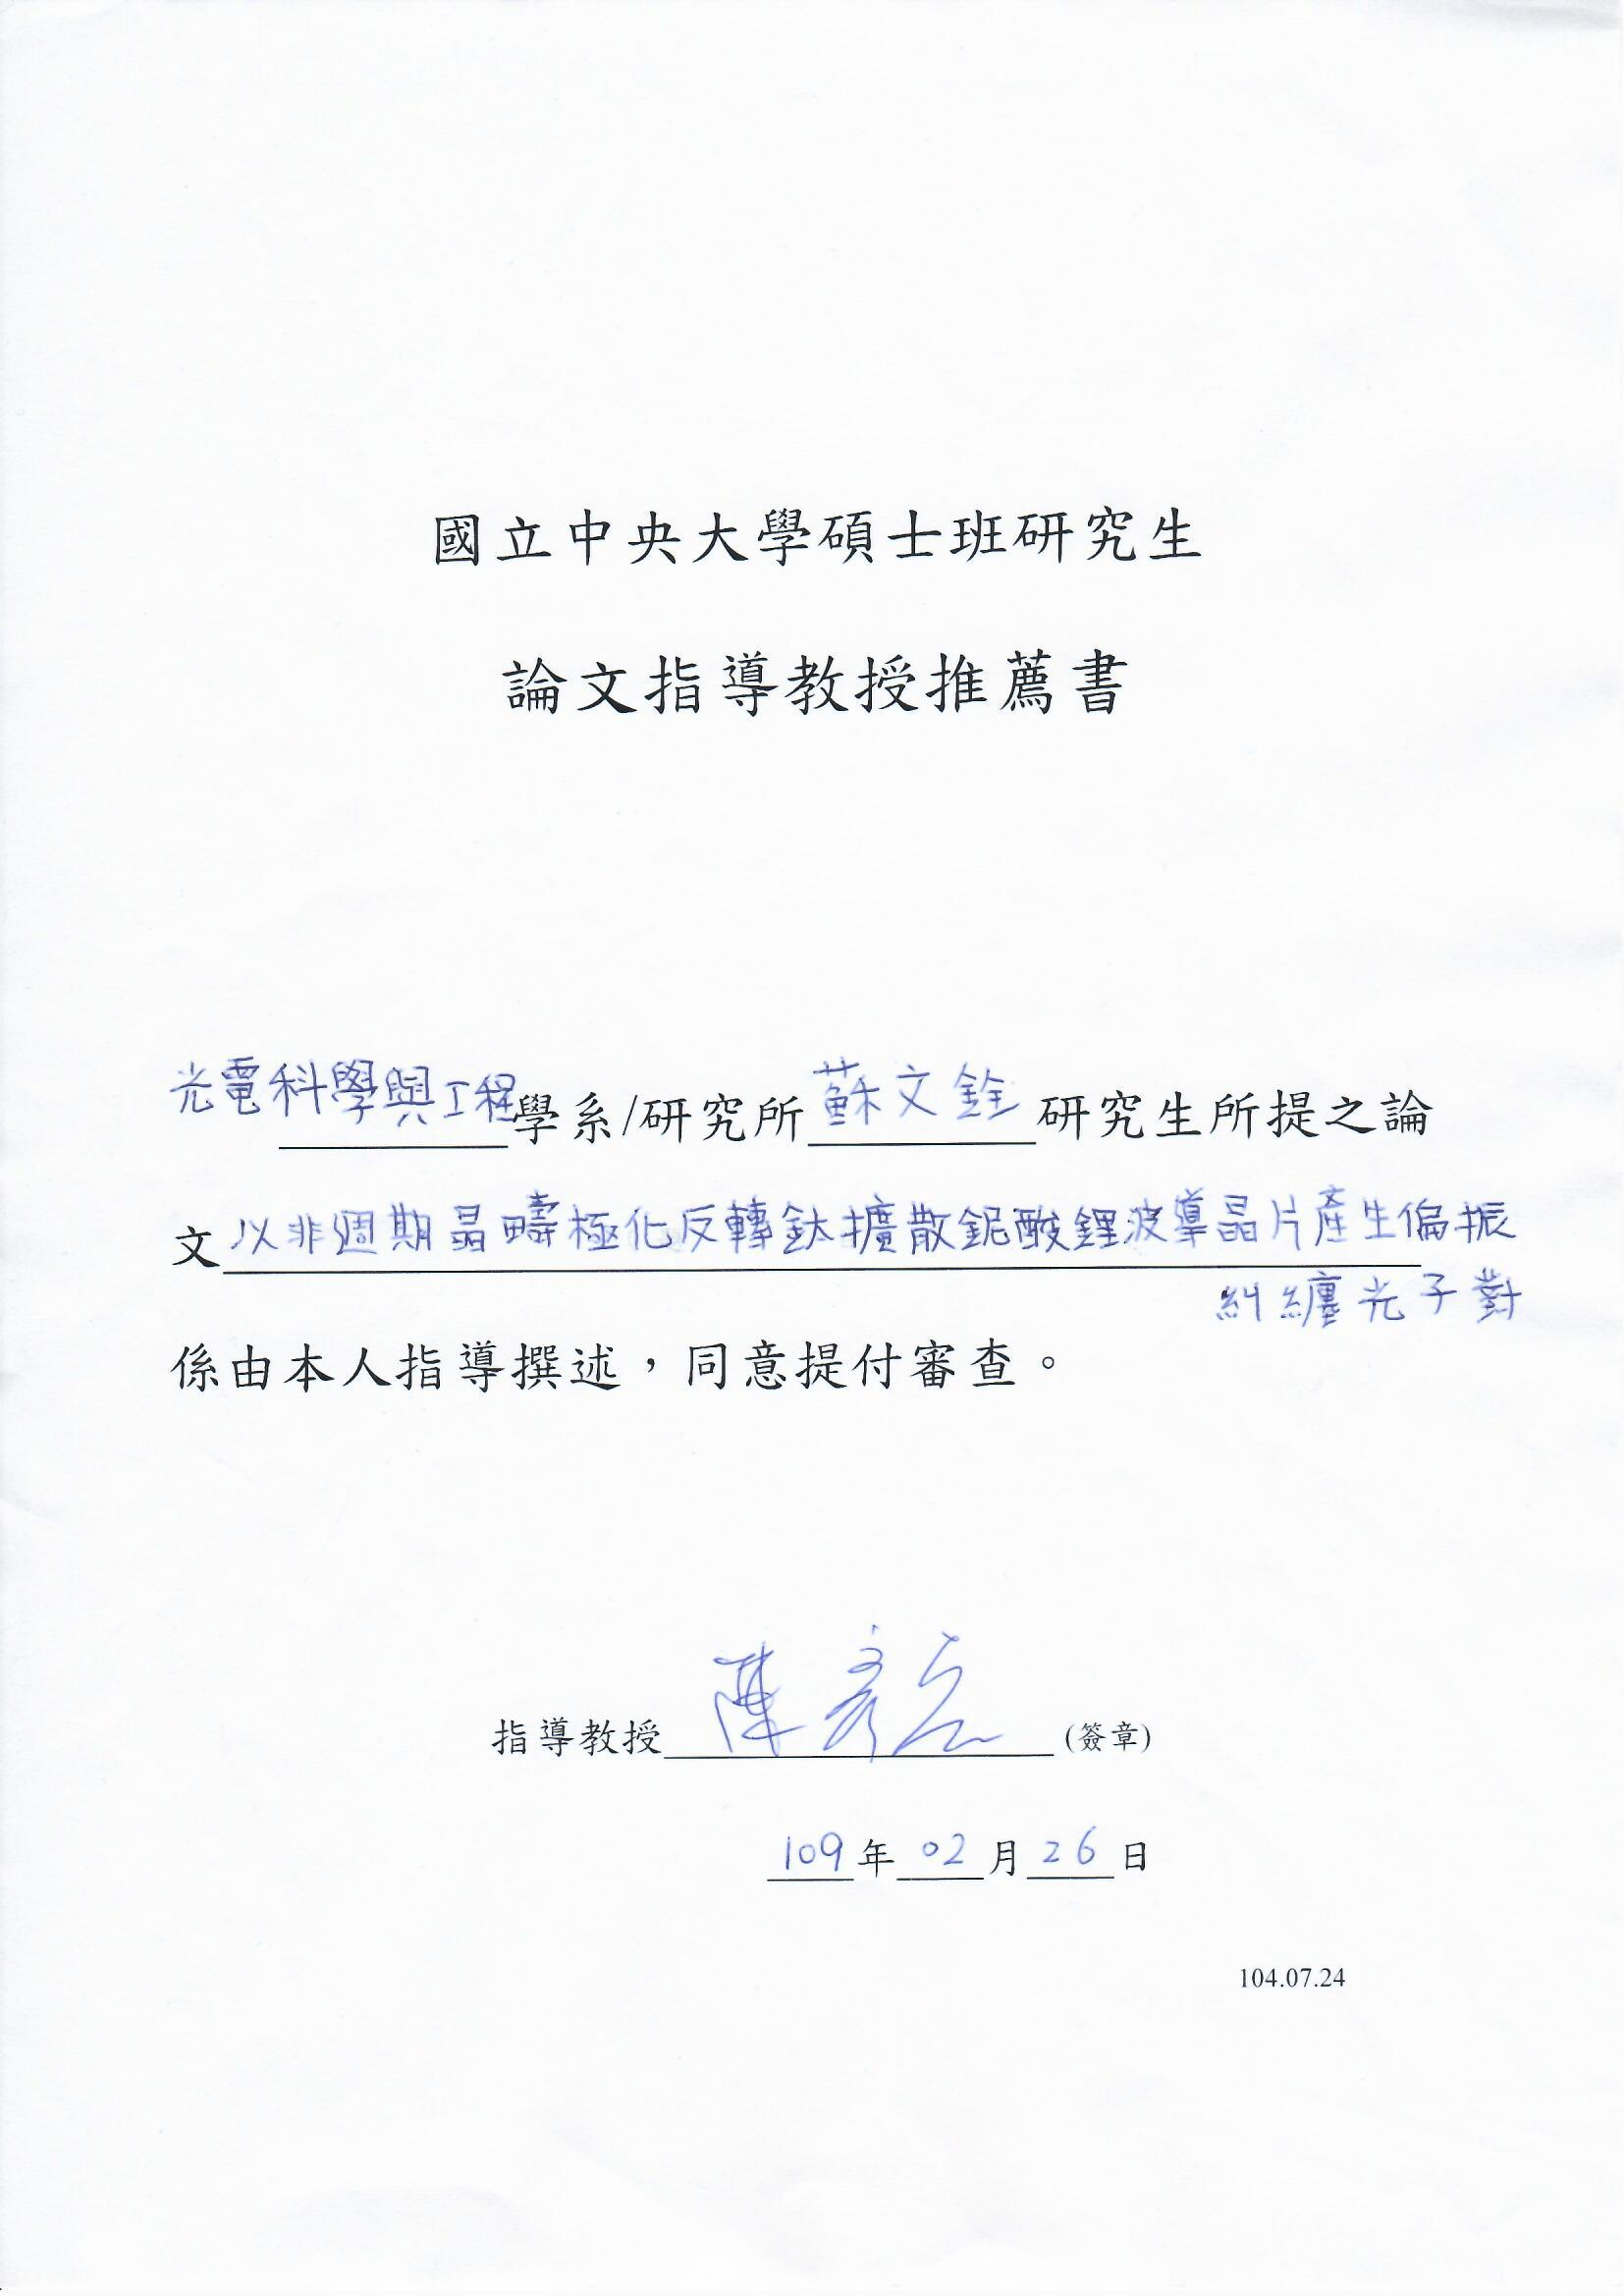 國立中央大學碩士班研究生
論文指導教授推薦書
光電科學與工程學系/研究所蘇文銓研究生所提之論
文以非週期晶疇極化反轉鈦擴散鈮酸鋰波導晶片產生偏振
糾纏光子對
係由本人指導撰述，同意提付審查。
指導教授陳彥宏(簽章)
109年02月26日
104.07.24